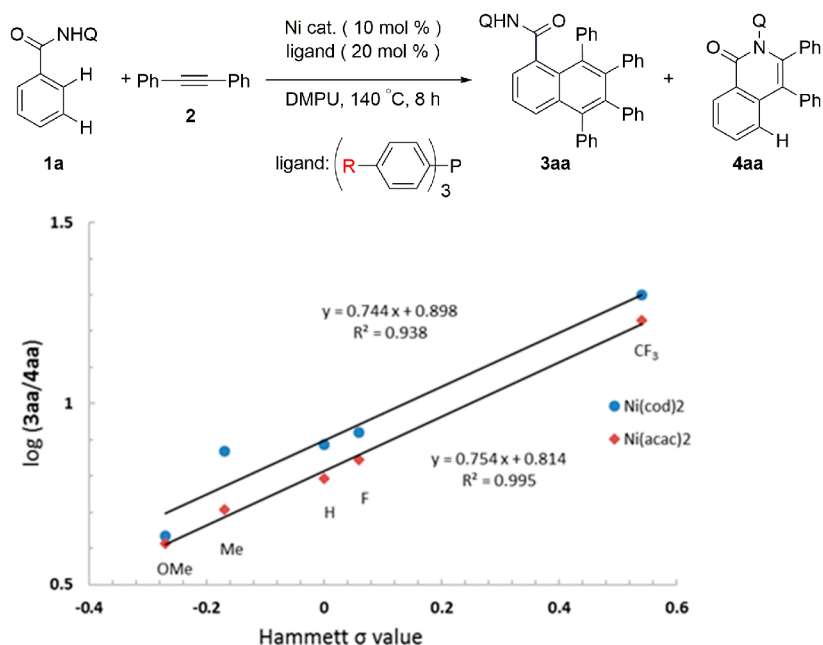 O
NHQ
H
H
1a
+
Ph
Ph
2
Ni cat. ( 10 mol % )
ligand ( 20 mol % )
DMPU, 140 °C, 8 h
ligand: ( R P ) 3
QHN
O
Ph
Ph
Ph
Ph
3aa
+
Q
O
N
Ph
Ph
H
4aa
1.5
1
0.5
log (3aa/4aa)
y = 0.744 x + 0.898
R² = 0.938
CF3
Ni(cod)2
Ni(acac)2
y = 0.754 x + 0.814
R² = 0.995
F
H
Me
OMe
-0.4 -0.2 0 0.2 0.4 0.6
Hammett σ value